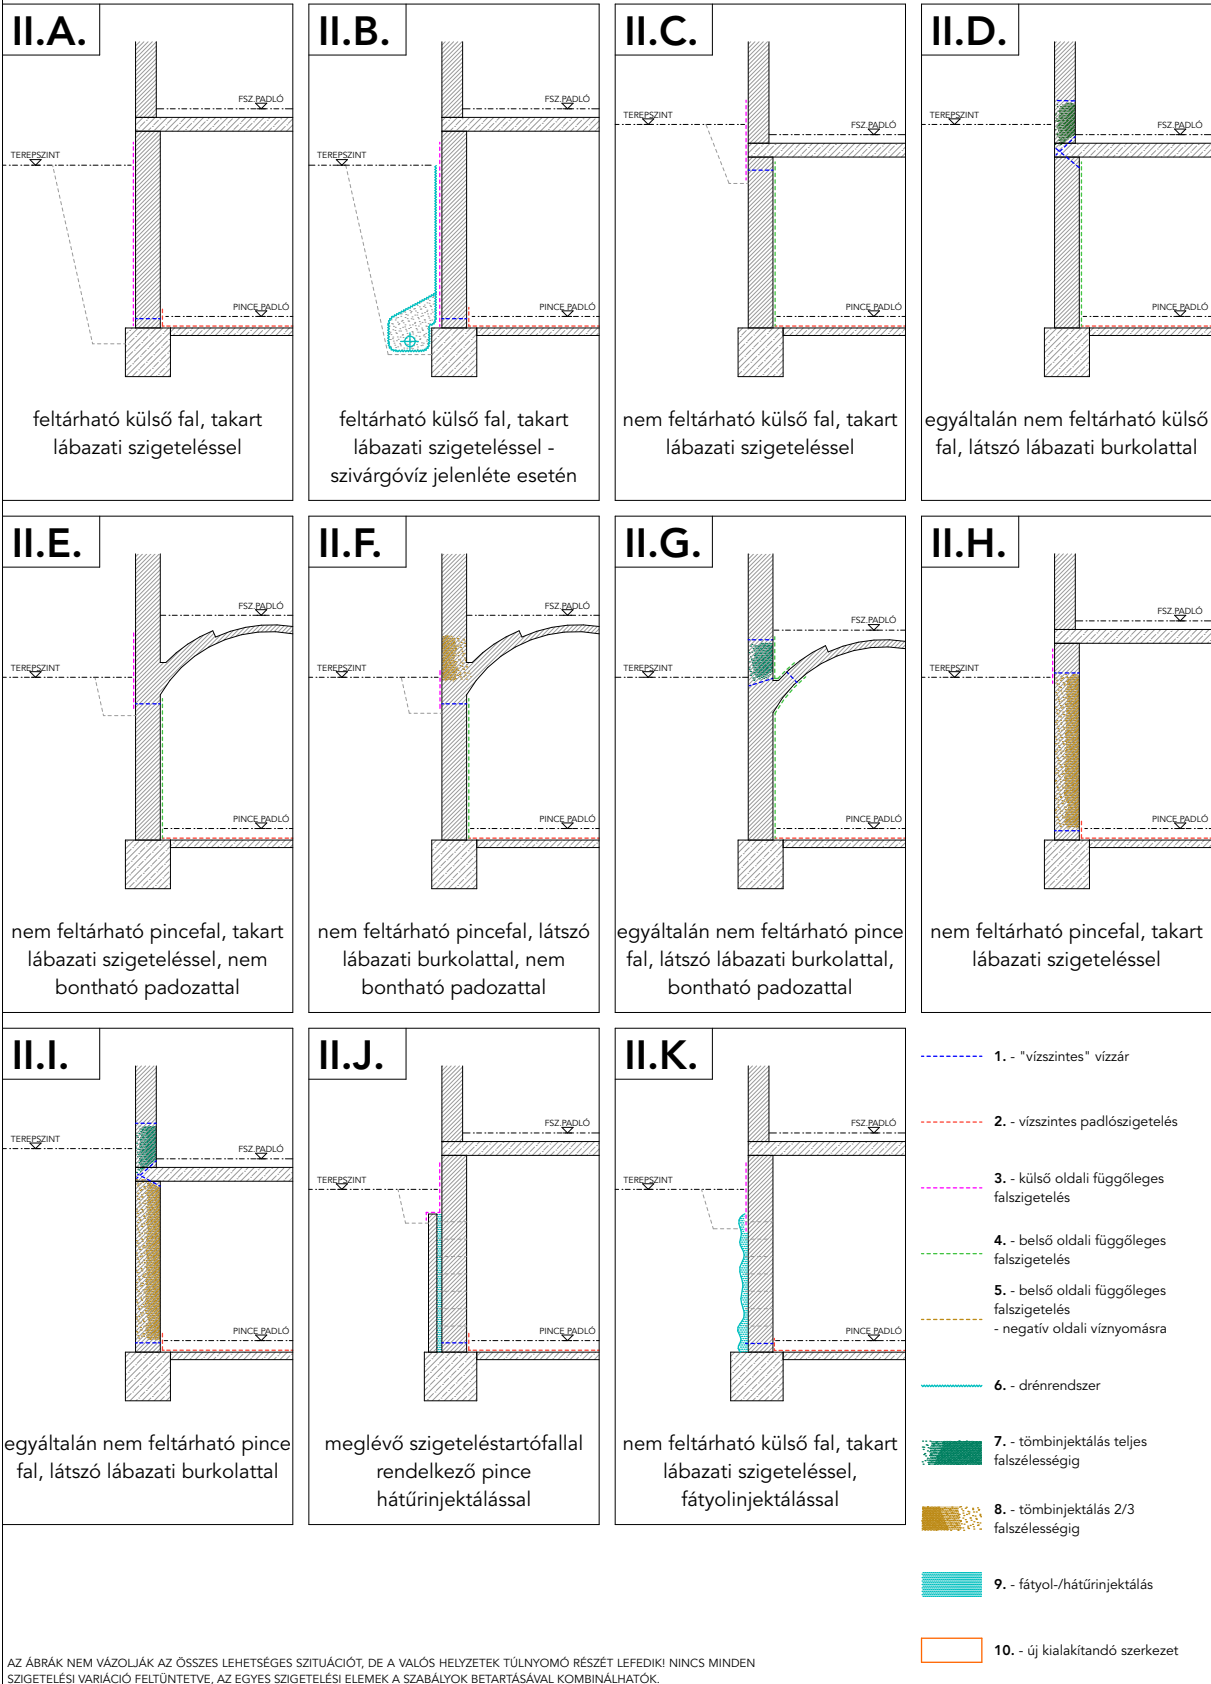 II.A.
FSZ.PADLÓ
TEREPSZINT
PINCE PADLÓ
feltárható külső fal, takart
lábazati szigeteléssel
II.B.
FSZ.PADLÓ
TEREPSZINT
PINCE PADLÓ
feltárható külső fal, takart
lábazati szigeteléssel -
szivárgóvíz jelenléte esetén
II.C.
TEREPSZINT
FSZ.PADLÓ
PINCE PADLÓ
nem feltárható külső fal, takart
lábazati szigeteléssel
II.D.
TEREPSZINT
FSZ.PADLÓ
PINCE PADLÓ
egyáltalán nem feltárható külső
fal, látszó lábazati burkolattal
II.E.
FSZ.PADLÓ
TEREPSZINT
PINCE PADLÓ
nem feltárható pincefal, takart
lábazati szigeteléssel, nem
bontható padozattal
II.F.
FSZ.PADLÓ
TEREPSZINT
PINCE PADLÓ
nem feltárható pincefal, látszó
lábazati burkolattal, nem
bontható padozattal
II.G.
FSZ.PADLÓ
TEREPSZINT
PINCE PADLÓ
egyáltalán nem feltárható pince
fal, látszó lábazati burkolattal,
bontható padozattal
II.H.
FSZ.PADLÓ
TEREPSZINT
PINCE PADLÓ
nem feltárható pincefal, takart
lábazati szigeteléssel
II.I.
TEREPSZINT
FSZ.PADLÓ
PINCE PADLÓ
egyáltalán nem feltárható pince
fal, látszó lábazati burkolattal
II.J.
FSZ.PADLÓ
TEREPSZINT
PINCE PADLÓ
meglévő szigeteléstartófallal
rendelkező pince
hátűrinjektálással
II.K.
FSZ.PADLÓ
TEREPSZINT
PINCE PADLÓ
nem feltárható külső fal, takart
lábazati szigeteléssel,
fátyolinjektálással
1. - "vízszintes" vízzár
2. - vízszintes padlószigetelés
3. - külső oldali függőleges
falszigetelés
4. - belső oldali függőleges
falszigetelés
5. - belső oldali függőleges
falszigetelés
- negatív oldali víznyomásra
6. - drénrendszer
7. - tömbinjektálás teljes
falszélességig
8. - tömbinjektálás 2/3
falszélességig
9. - fátyol-/hátűrinjektálás
10. - új kialakítandó szerkezet
AZ ÁBRÁK NEM VÁZOLJÁK AZ ÖSSZES LEHETSÉGES SZITUÁCIÓT, DE A VALÓS HELYZETEK TÚLNYOMÓ RÉSZÉT LEFEDIK! NINCS MINDEN
SZIGETELÉSI VARIÁCIÓ FELTÜNTETVE, AZ EGYES SZIGETELÉSI ELEMEK A SZABÁLYOK BETARTÁSÁVAL KOMBINÁLHATÓK.